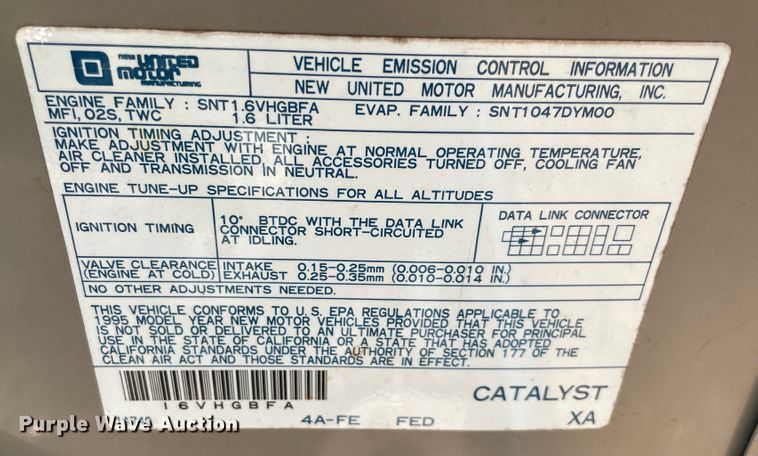 NEW UNITED MOTOR MANUFACTURING
VEHICLE EMISSION CONTROL INFORMATION
NEW UNITED MOTOR MANUFACTURING, INC.
ENGINE FAMILY : SNT1.6VHGBFA EVAP. FAMILY : SNT1047DYMOO
MFI, O2S, TWC 1.6 LITER
IGNITION TIMING ADJUSTMENT :
MAKE ADJUSTMENT WITH ENGINE AT NORMAL OPERATING TEMPERATURE,
AIR CLEANER INSTALLED, ALL ACCESSORIES TURNED OFF, COOLING FAN
OFF AND TRANSMISSION IN NEUTRAL.
ENGINE TUNE-UP SPECIFICATIONS FOR ALL ALTITUDES
IGNITION TIMING
10° BTDC WITH THE DATA LINK
CONNECTOR SHORT-CIRCUITED
AT IDLING.
DATA LINK CONNECTOR
VALVE CLEARANCE INTAKE 0.15-0.25mm (0.006-0.010 IN.)
(ENGINE AT COLD) EXHAUST 0.25-0.35mm (0.010-0.014 IN.)
NO OTHER ADJUSTMENTS NEEDED.
THIS VEHICLE CONFORMS TO U.S. EPA REGULATIONS APPLICABLE TO
1995 MODEL YEAR NEW MOTOR VEHICLES PROVIDED THAT THIS VEHICLE
IS NOT SOLD OR DELIVERED TO AN ULTIMATE PURCHASER FOR PRINCIPAL
USE IN THE STATE OF CALIFORNIA OR A STATE THAT HAS ADOPTED
CALIFORNIA STANDARDS UNDER THE AUTHORITY OF SECTION 177 OF THE
CLEAN AIR ACT AND THOSE STANDARDS ARE IN EFFECT.
I6VHGBFA
CATALYST
4A-FE FED XA
Purple Wave Auction